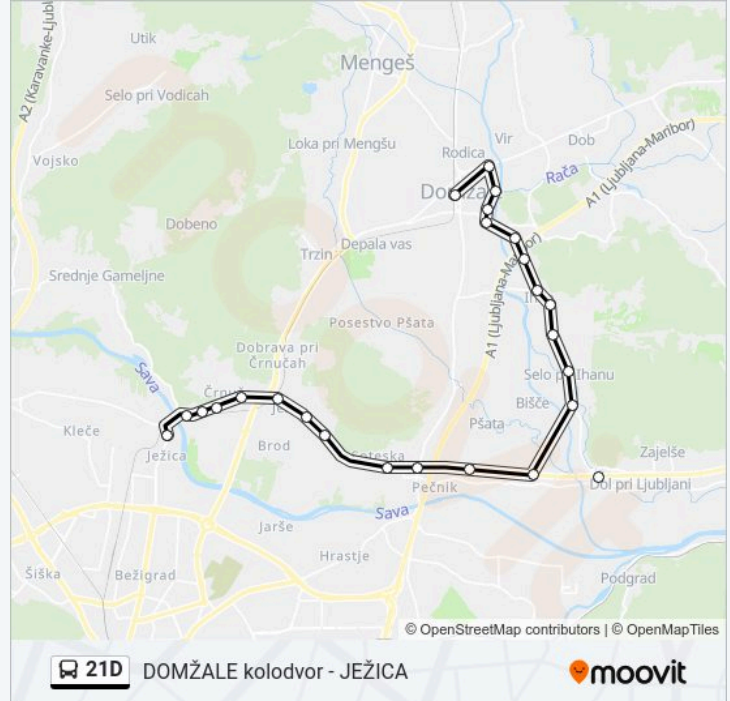 A2 (Karavanke-Ljubl
Utik
Mengeš
Selo pri Vodicah
A1 (Ljubljana-Maribor)
Vir
Dob
Loka pri Mengšu
Rodica
Vojsko
Rača
Dobeno
Depala vas
Trzin
Srednje Gameljne
A1 (Ljubljana-Maribor)
Posestvo Pšata
Dobrava pri
Črnučah
Sava
Selo pri Ihanu
Bišče
Kleče
Pšata
Ježica
Brod
Zajelše
Pečnik
Dol pri Ljubljani
Sava
Jarše
Hrastje
Šiška
Bežigrad
Podgrad
© OpenStreetMap contributors | © OpenMapTiles
21D DOMŽALE kolodvor - JEŽICA
moovit